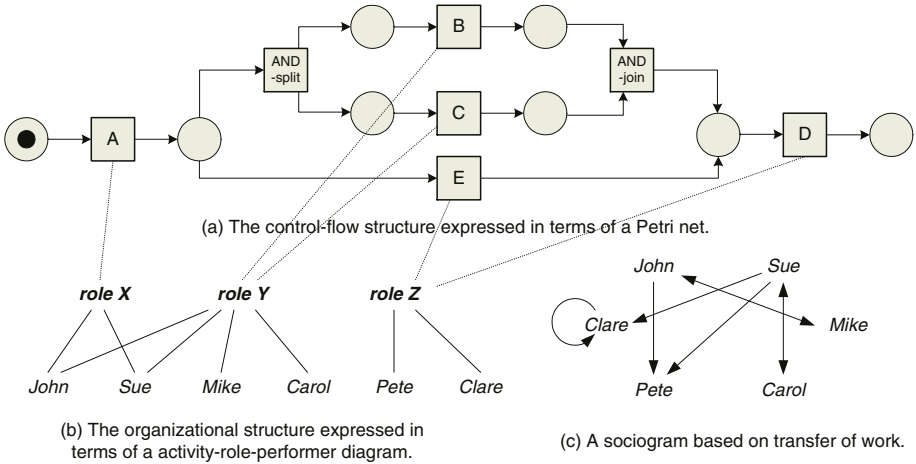 B
AND
-split
AND
-join
C
A
D
E
(a) The control-flow structure expressed in terms of a Petri net.
John
Sue
role X
role Y
role Z
Clare
Mike
John
Sue
Mike
Carol
Pete
Clare
Pete
Carol
(b) The organizational structure expressed in
terms of a activity-role-performer diagram.
(c) A sociogram based on transfer of work.